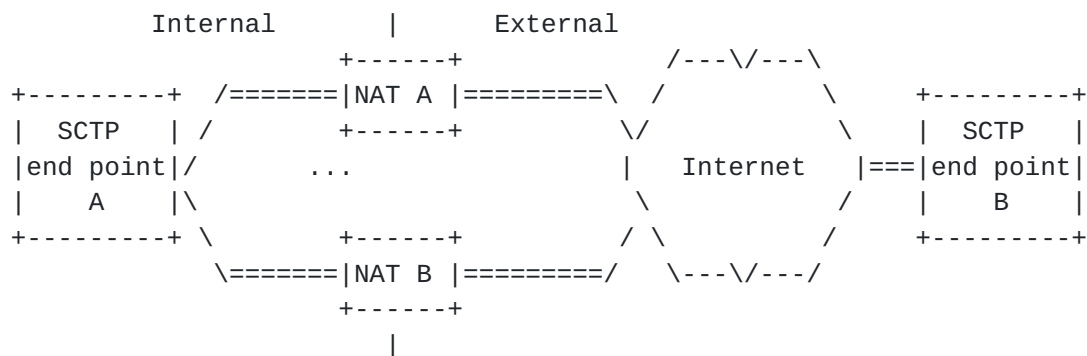 Internal | External
+------+ /---\/---\
+---------+ /=======|NAT A |=========\ / \ +---------+
| SCTP | / +------+ \/ \ | SCTP |
|end point|/ ... | Internet |===|end point|
| A |\ \ / | B |
+---------+ \ +------+ / \ / +---------+
\=======|NAT B |=========/ \---\/---/
+------+
|